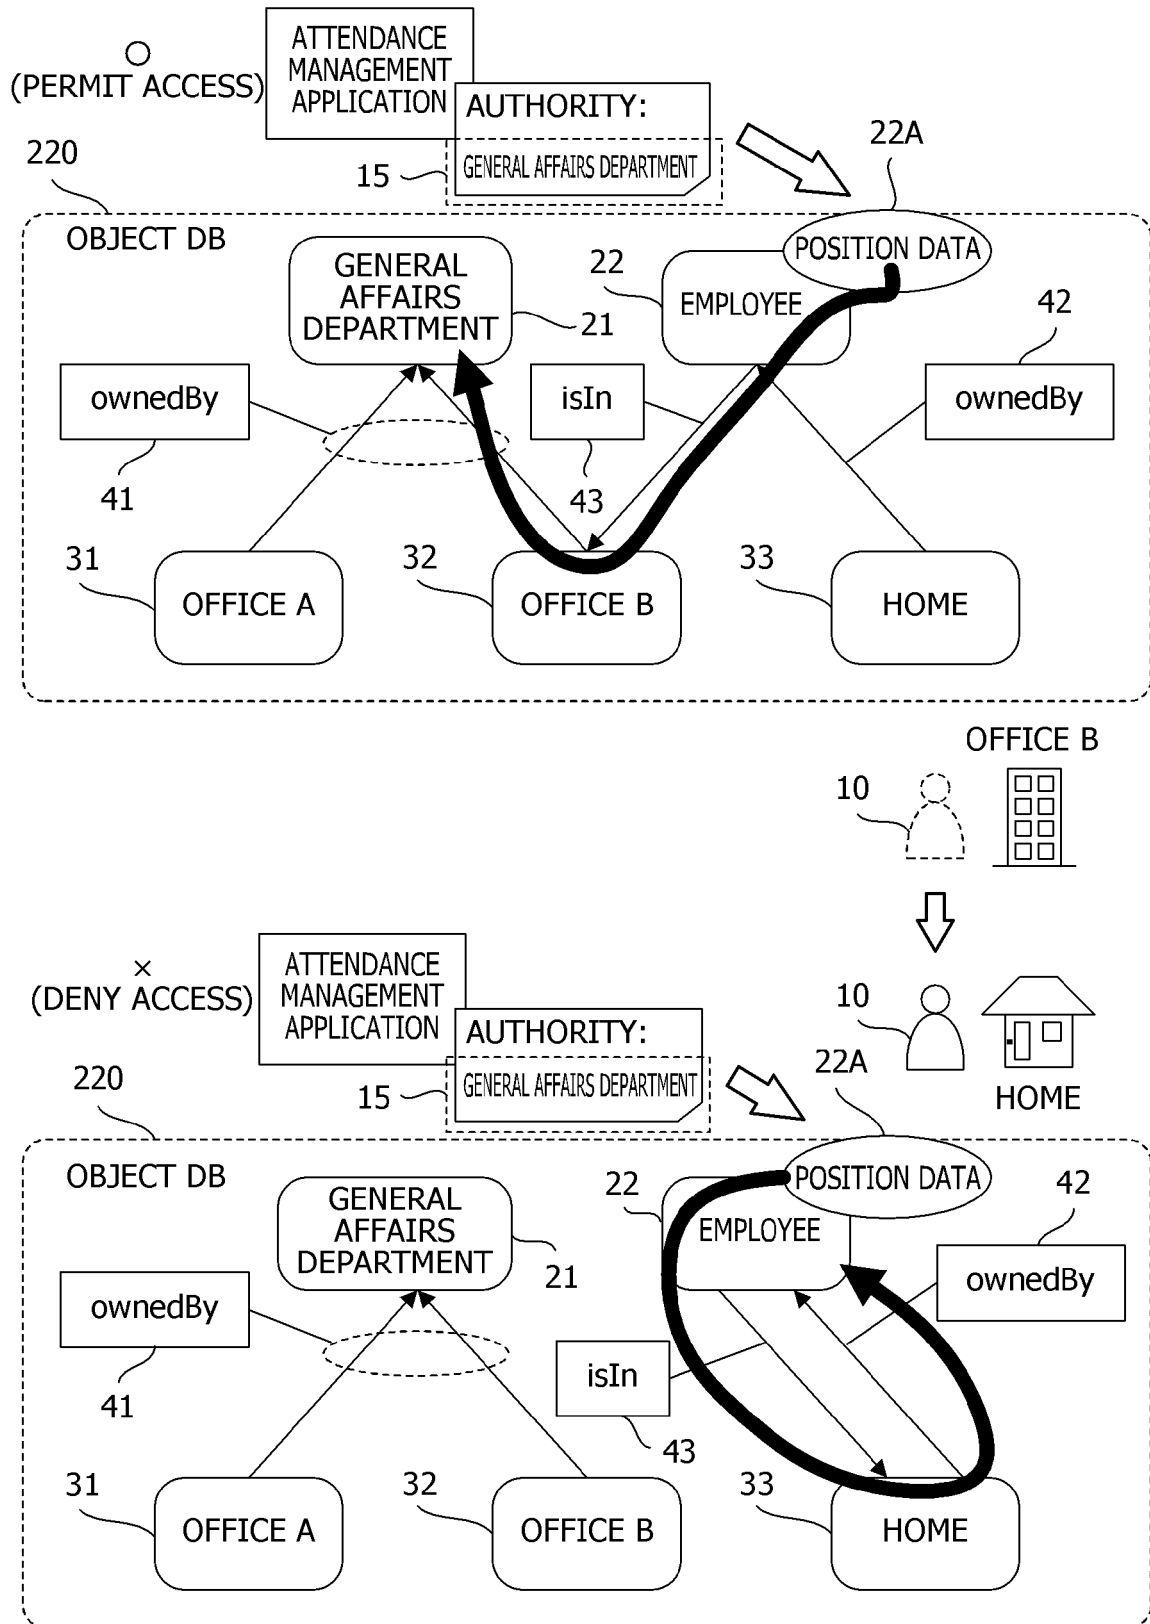 ○
(PERMIT ACCESS)
ATTENDANCE
MANAGEMENT
APPLICATION
AUTHORITY:
GENERAL AFFAIRS DEPARTMENT
15
22A
220
OBJECT DB
POSITION DATA
GENERAL
AFFAIRS
DEPARTMENT
21
22
EMPLOYEE
42
ownedBy
41
isIn
43
ownedBy
31
OFFICE A
32
OFFICE B
33
HOME
OFFICE B
10
10
HOME
×
(DENY ACCESS)
ATTENDANCE
MANAGEMENT
APPLICATION
AUTHORITY:
GENERAL AFFAIRS DEPARTMENT
15
22A
220
OBJECT DB
POSITION DATA
GENERAL
AFFAIRS
DEPARTMENT
21
22
EMPLOYEE
42
ownedBy
41
ownedBy
isIn
43
31
OFFICE A
32
OFFICE B
33
HOME